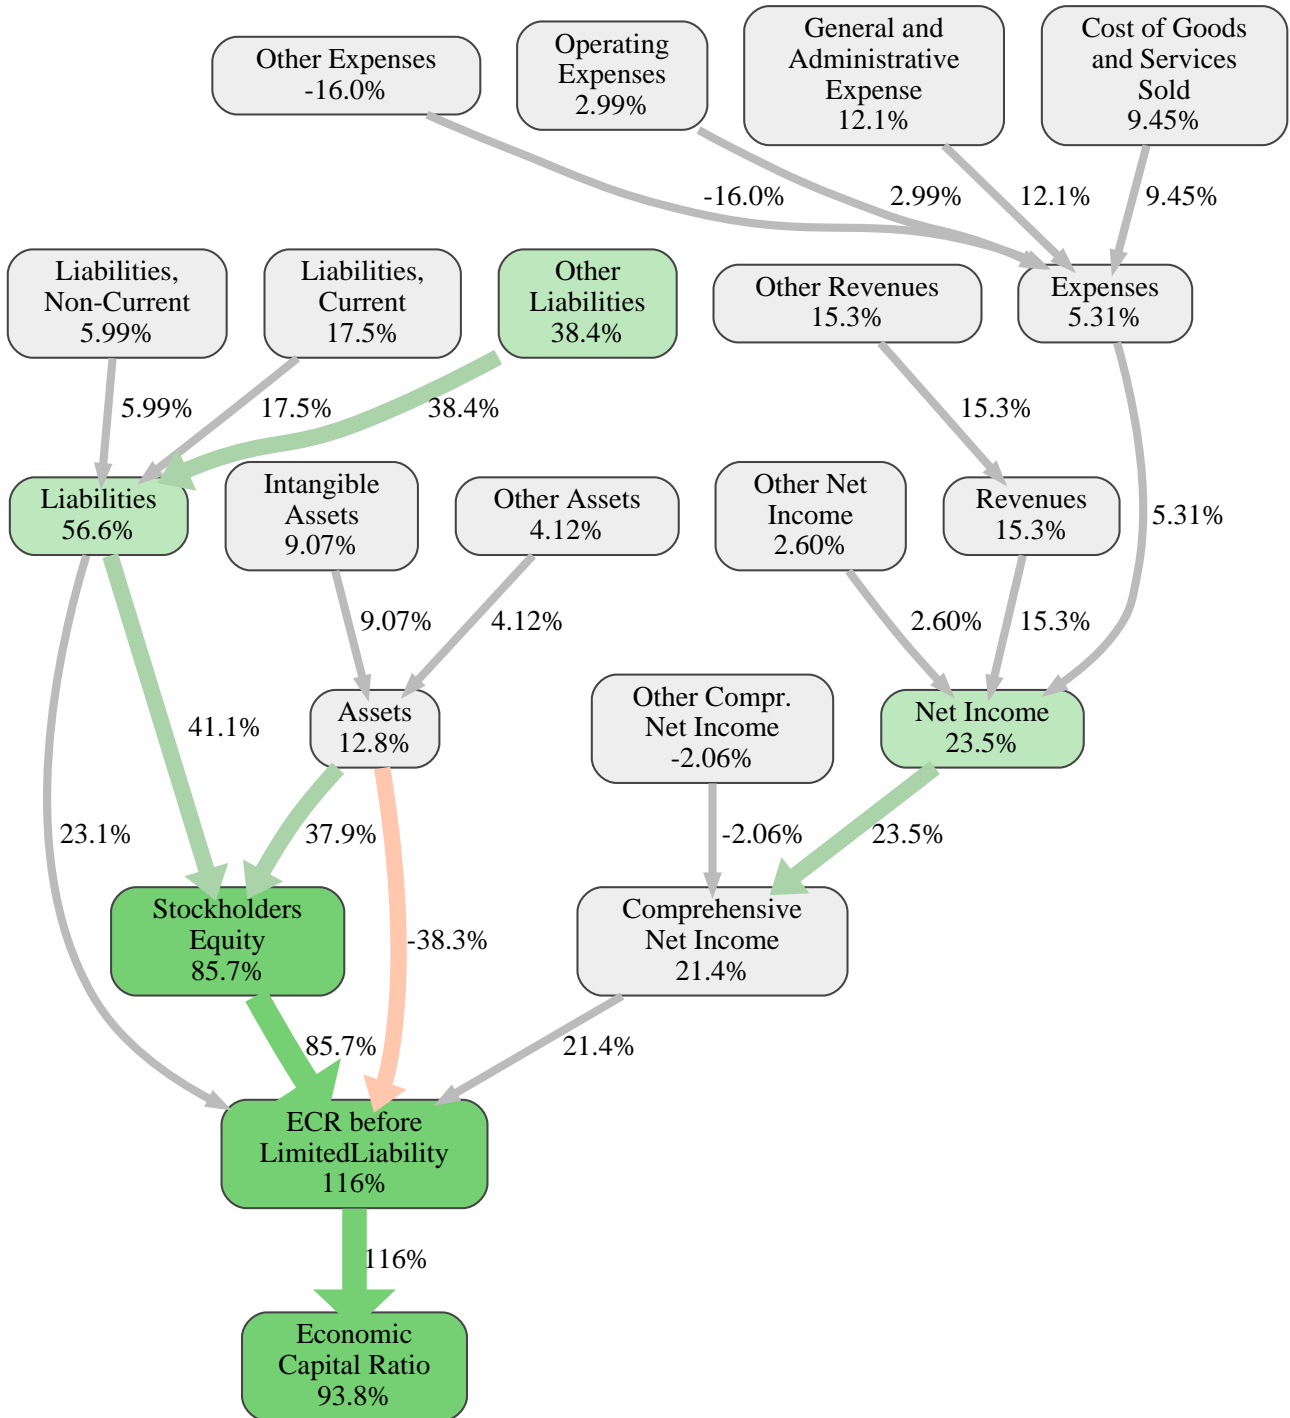 Other Expenses
-16.0%
Operating
Expenses
2.99%
General and
Administrative
Expense
12.1%
Cost of Goods
and Services
Sold
9.45%
-16.0%
2.99%
12.1%
9.45%
Liabilities,
Non-Current
5.99%
Liabilities,
Current
17.5%
Other
Liabilities
38.4%
Other Revenues
15.3%
Expenses
5.31%
5.99%
17.5%
38.4%
15.3%
Liabilities
56.6%
Intangible
Assets
9.07%
Other Assets
4.12%
Other Net
Income
2.60%
Revenues
15.3%
5.31%
9.07%
4.12%
2.60%
15.3%
41.1%
Assets
12.8%
Other Compr.
Net Income
-2.06%
Net Income
23.5%
23.1%
37.9%
-2.06%
23.5%
Stockholders
Equity
85.7%
-38.3%
Comprehensive
Net Income
21.4%
85.7%
21.4%
ECR before
LimitedLiability
116%
116%
Economic
Capital Ratio
93.8%